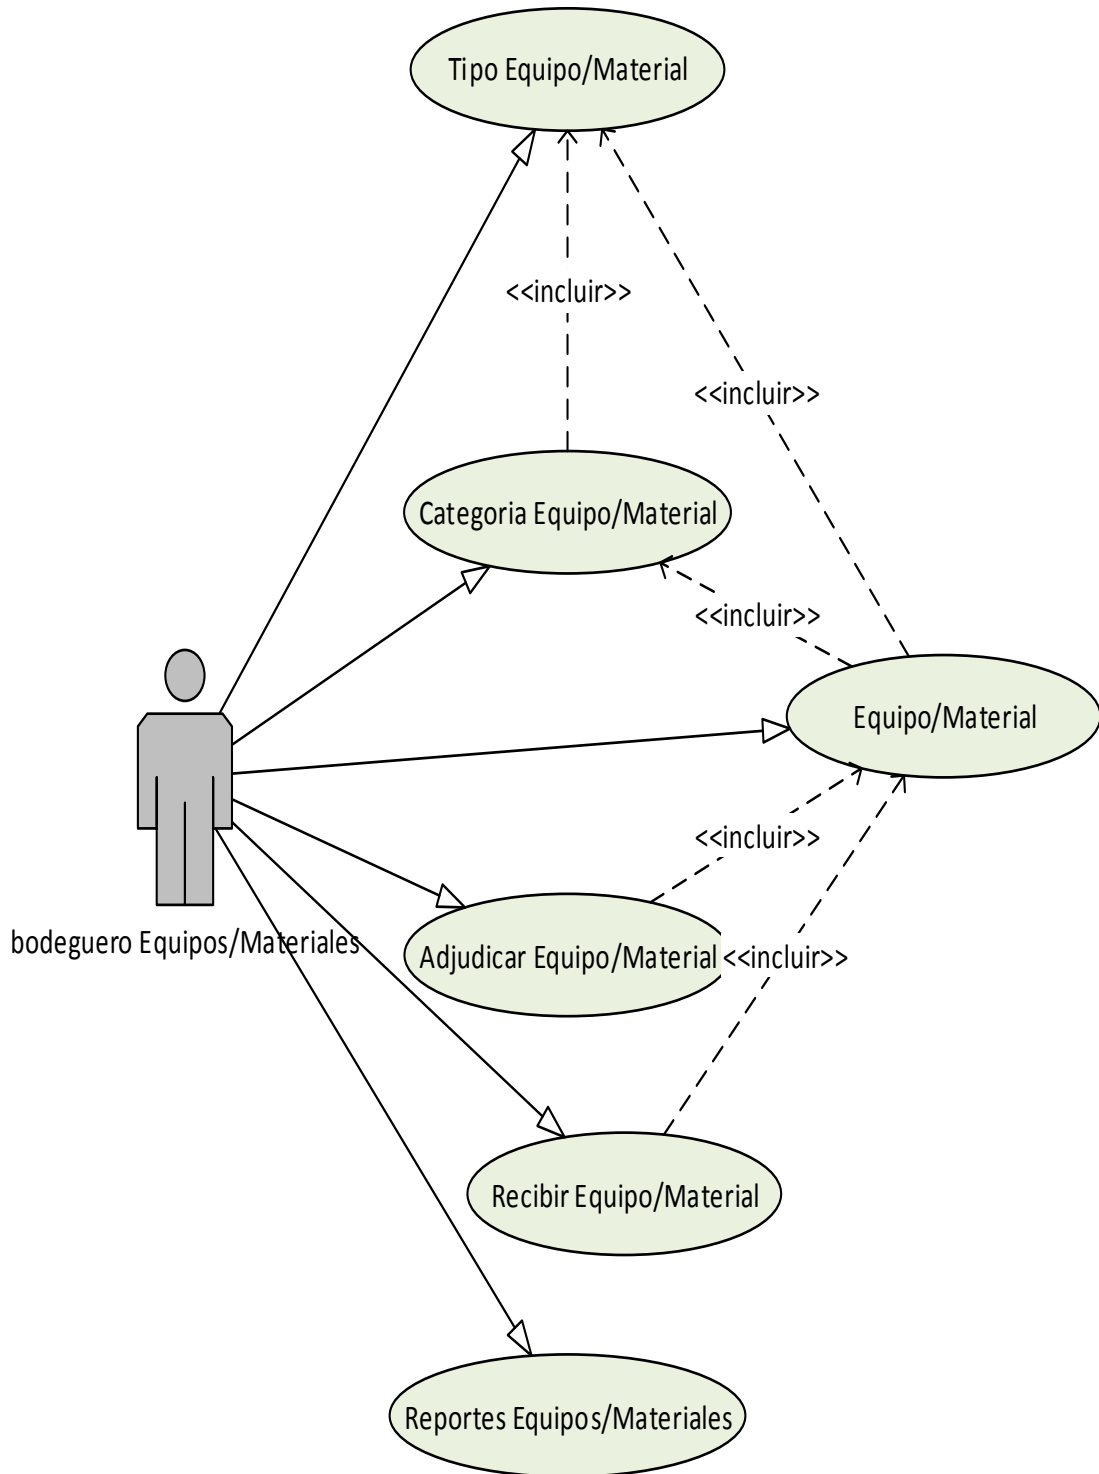 Tipo Equipo/Material
<<incluir>>
<<incluir>>
Categoria Equipo/Material
<<incluir>>
Equipo/Material
<<incluir>>
bodeguero Equipos/Materiales
Adjudicar Equipo/Material
<<incluir>>
Recibir Equipo/Material
Reportes Equipos/Materiales